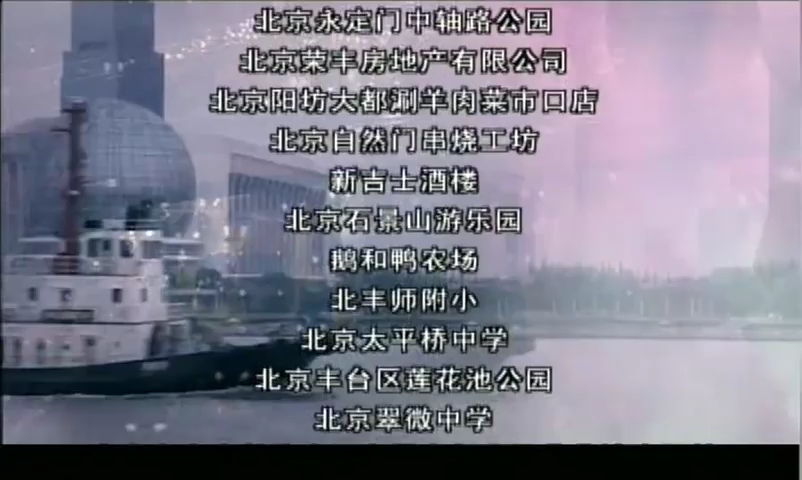 北京永定门中轴路公园
北京荣丰房地产有限公司
北京阳坊大都涮羊肉菜市口店
北京自然门串烧工坊
新吉士酒楼
北京石景山游乐园
鹅和鸭农场
北丰师附小
北京太平桥中学
北京丰台区莲花池公园
北京翠微中学